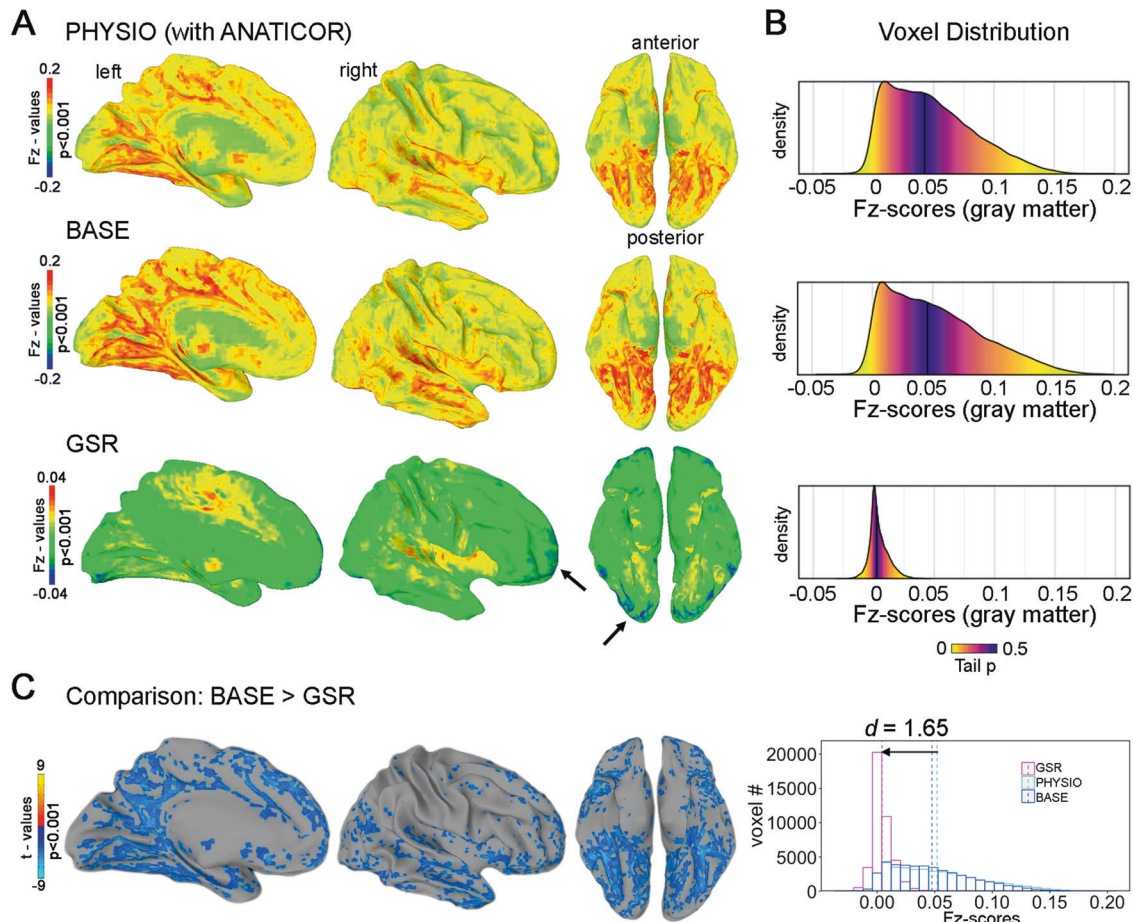 A PHYSIO (with ANATICOR)
left
right
anterior
0.2
Fz - values
p<0.001
-0.2
BASE
posterior
0.2
Fz - values
p<0.001
-0.2
GSR
0.04
Fz - values
p<0.001
-0.04
B Voxel Distribution
density
-0.05 0 0.05 0.1 0.15 0.2
Fz-scores (gray matter)
density
-0.05 0 0.05 0.1 0.15 0.2
Fz-scores (gray matter)
density
-0.05 0 0.05 0.1 0.15 0.2
Fz-scores (gray matter)
0 0.5
Tail p
C Comparison: BASE > GSR
9
t - values
p<0.001
-9
d = 1.65
20000
15000
10000
5000
0
voxel #
GSR
PHYSIO
BASE
0.00 0.05 0.10 0.15 0.20
Fz-scores